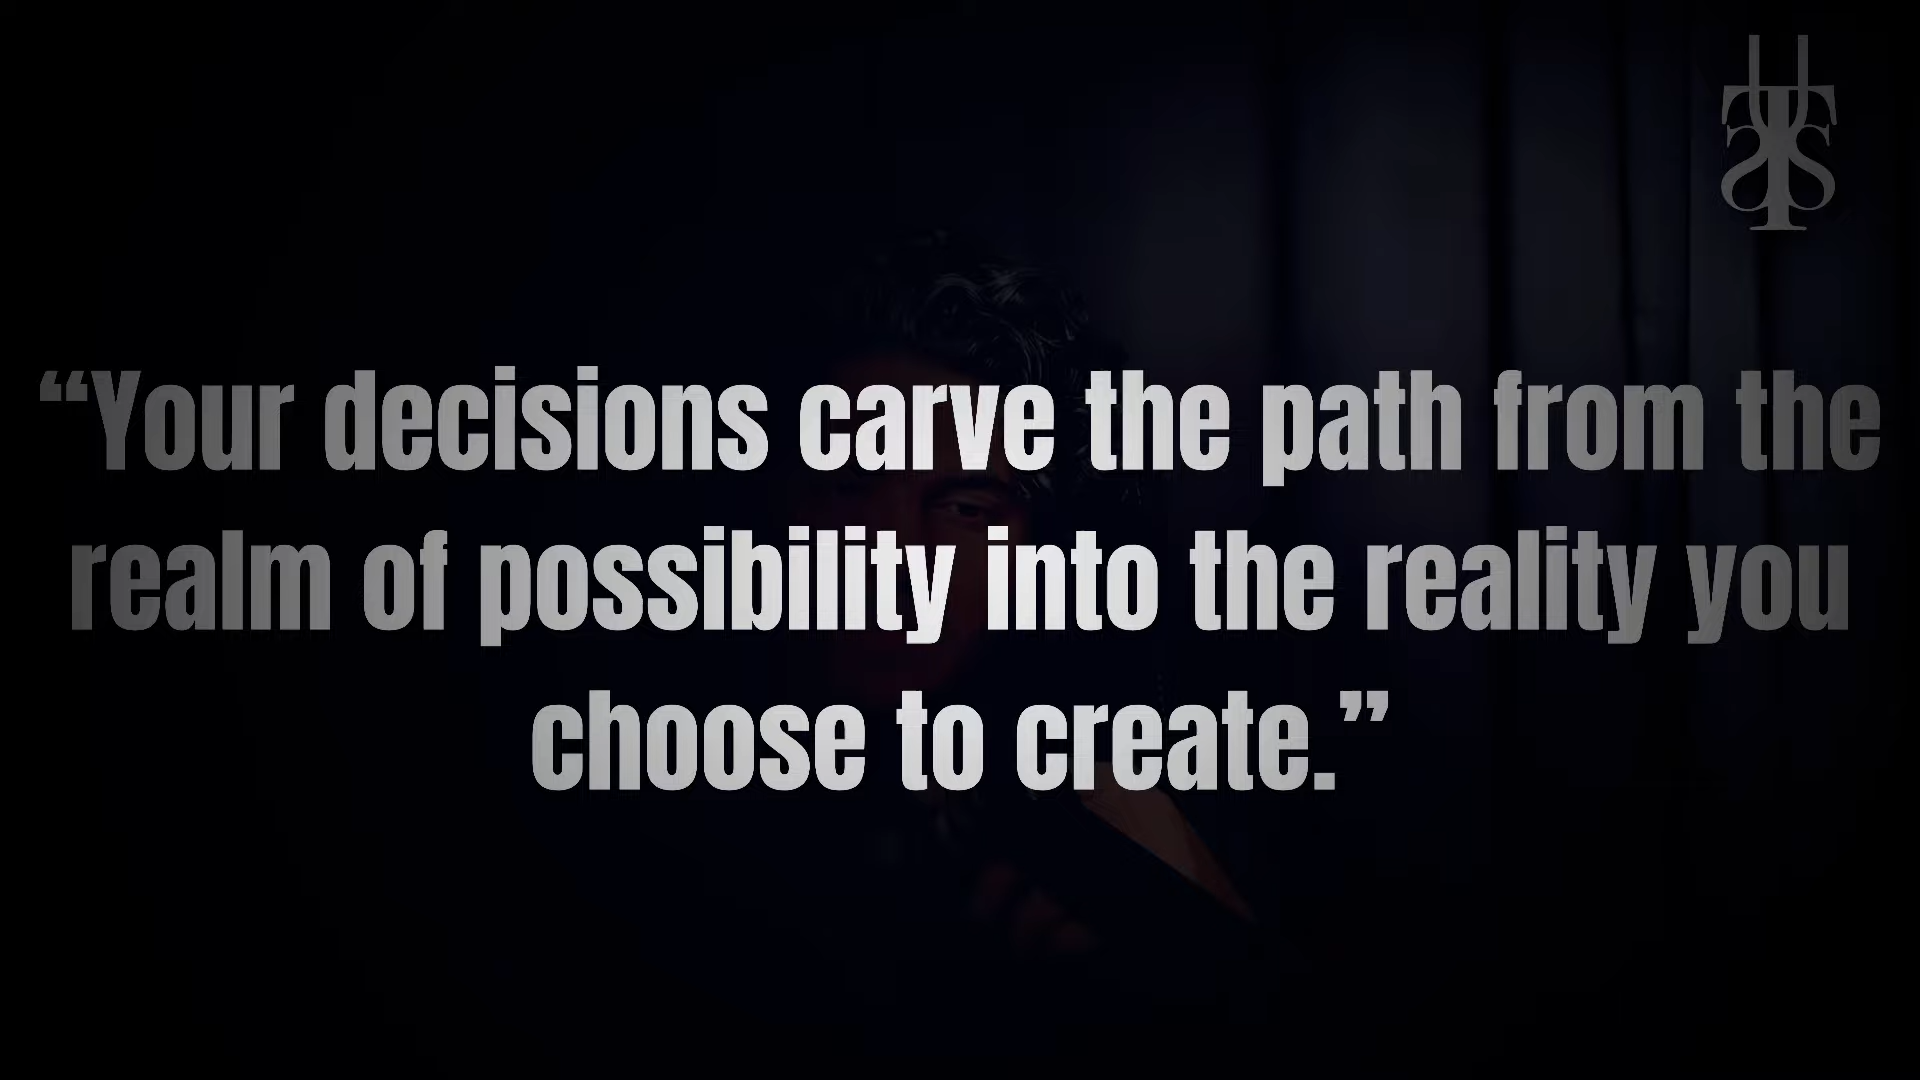 “Your decisions carve the path from the
realm of possibility into the reality you
choose to create.”